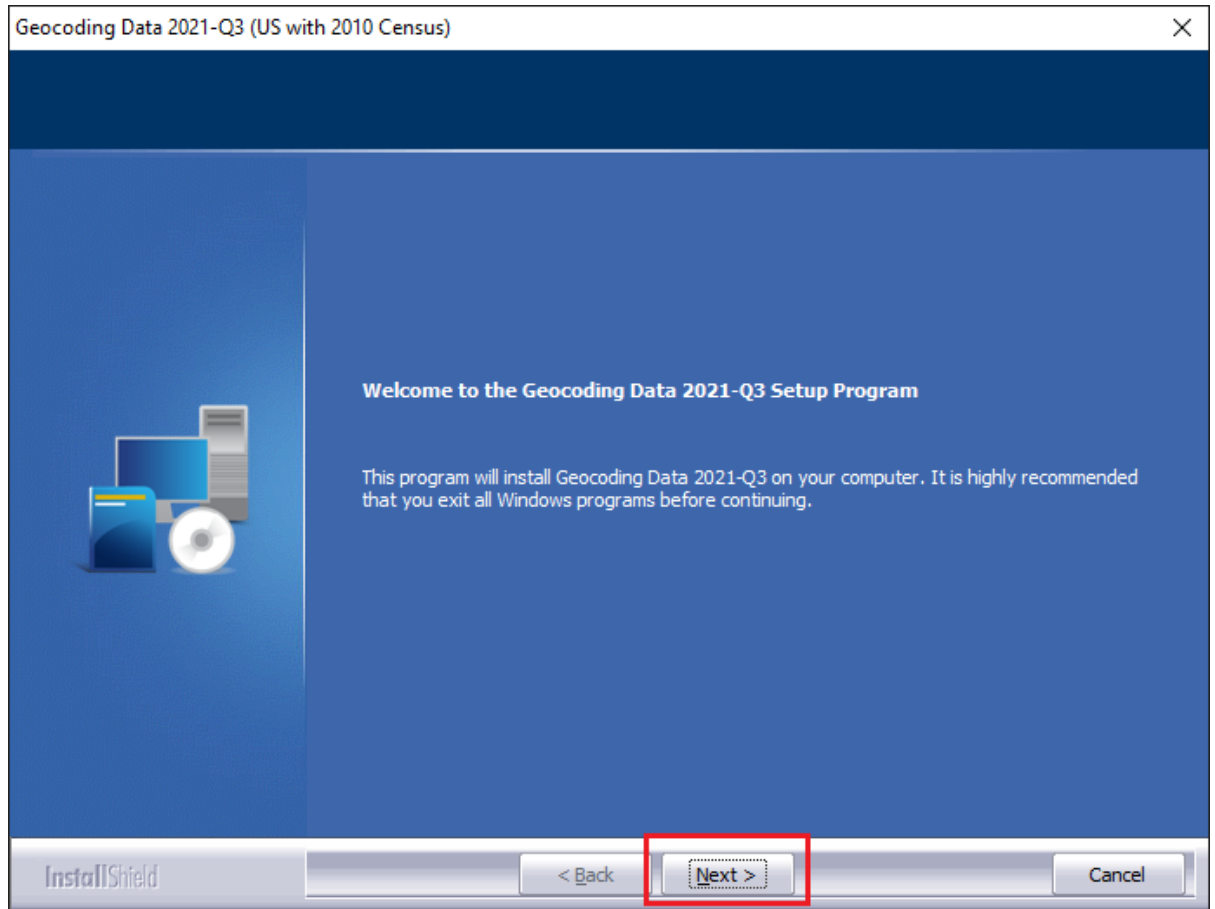 Geocoding Data 2021-Q3 (US with 2010 Census)
Welcome to the Geocoding Data 2021-Q3 Setup Program
This program will install Geocoding Data 2021-Q3 on your computer. It is highly recommended
that you exit all Windows programs before continuing.
InstallShield
< Back
Next >
Cancel